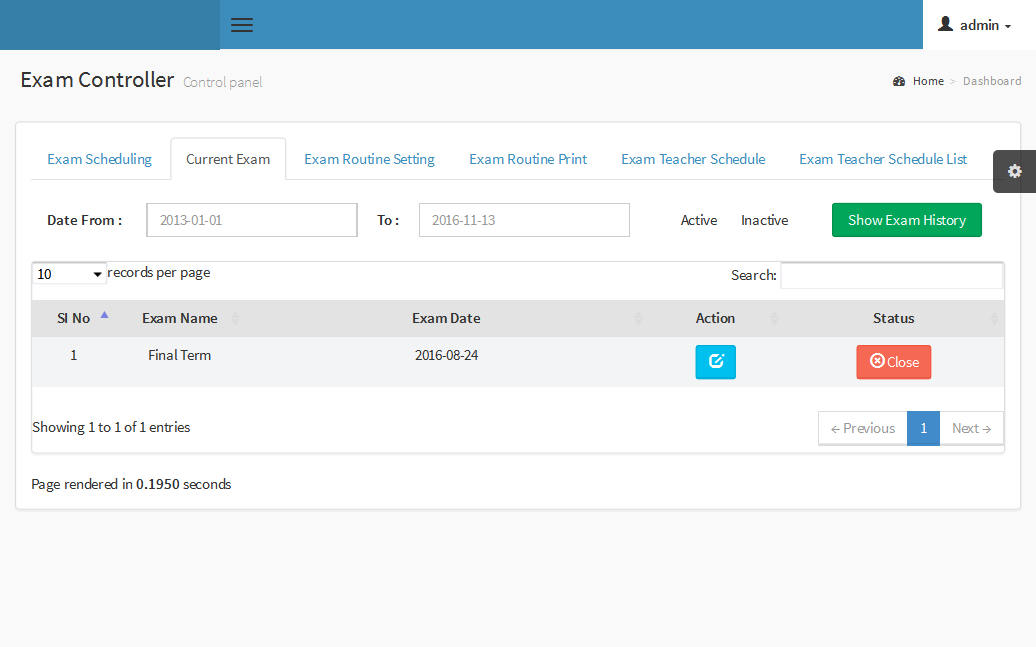 admin
Exam Controller Control panel
Home > Dashboard
Exam Scheduling Current Exam Exam Routine Setting Exam Routine Print Exam Teacher Schedule Exam Teacher Schedule List
Date From : 2013-01-01 To : 2016-11-13 Active Inactive Show Exam History
10 records per page Search:
SI No Exam Name Exam Date Action Status
1 Final Term 2016-08-24 Close
Showing 1 to 1 of 1 entries ← Previous 1 Next →
Page rendered in 0.1950 seconds